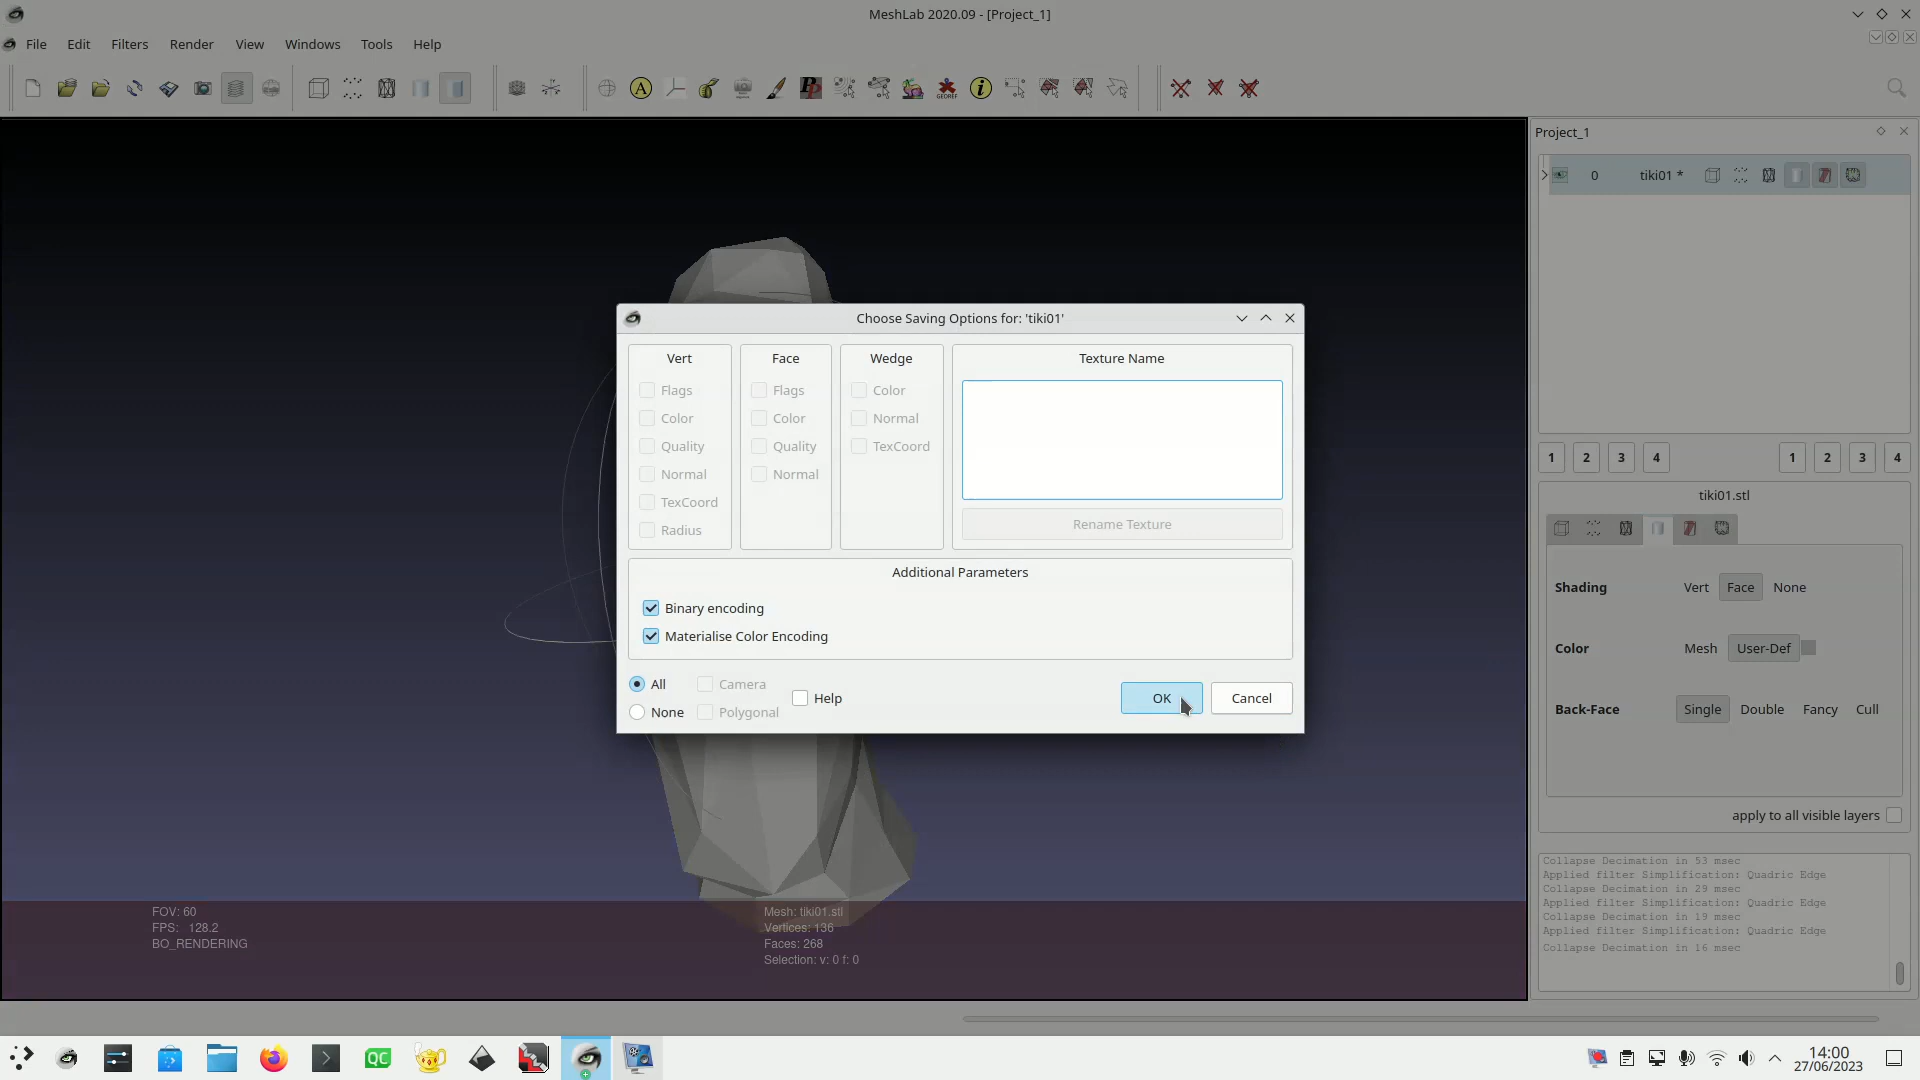 MeshLab 2020.09 - [Project_1]
File Edit Filters Render View Windows Tools Help
A
PP
GEOREF
i
Project_1
0 tiki01 *
Choose Saving Options for: 'tiki01'
Vert
Flags
Color
Quality
Normal
TexCoord
Radius
Face
Flags
Color
Quality
Normal
Wedge
Color
Normal
TexCoord
Texture Name
Rename Texture
Additional Parameters
Binary encoding
Materialise Color Encoding
All
None
Camera
Polygonal
Help
OK
Cancel
1 2 3 4 1 2 3 4
tiki01.stl
Shading Vert Face None
Color Mesh User-Def
Back-Face Single Double Fancy Cull
apply to all visible layers
Collapse Decimation in 53 msec
Applied filter Simplification: Quadric Edge
Collapse Decimation in 29 msec
Applied filter Simplification: Quadric Edge
Collapse Decimation in 19 msec
Applied filter Simplification: Quadric Edge
Collapse Decimation in 16 msec
FOV: 60
FPS: 128.2
BO_RENDERING
Mesh: tiki01.stl
Vertices: 136
Faces: 268
Selection: v: 0 f: 0
QC
14:00
27/06/2023